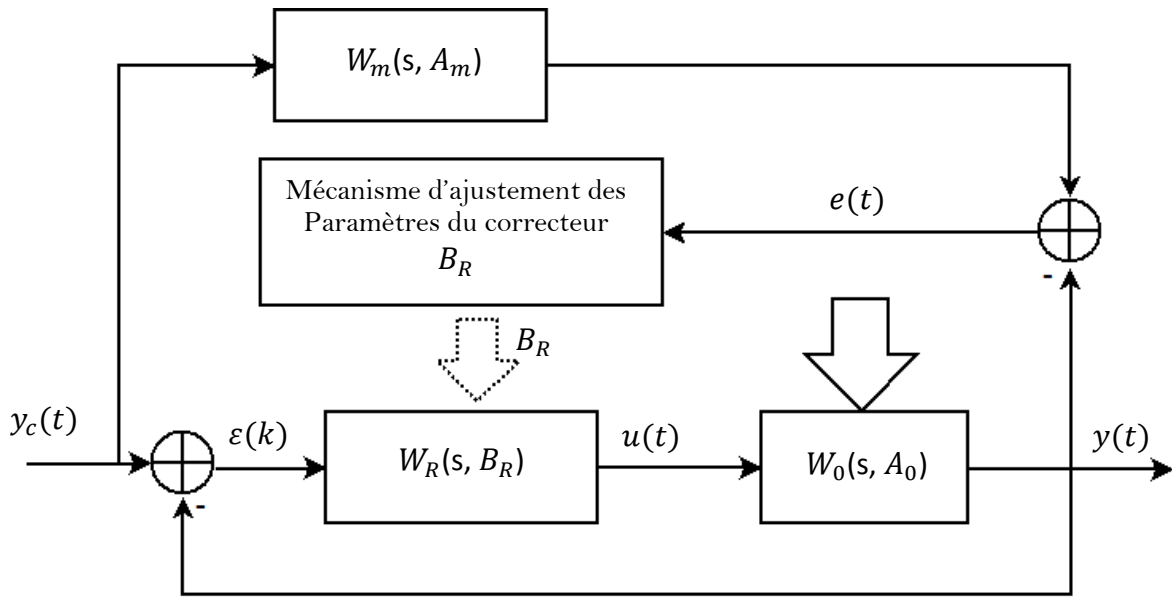 W_m(s, A_m)
Mécanisme d'ajustement des
Paramètres du correcteur
B_R
e(t)
-
B_R
y_c(t)
ε(k)
W_R(s, B_R)
u(t)
W_0(s, A_0)
y(t)
-